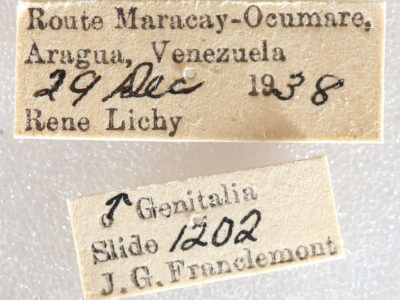 Route Maracay-Ocumare,
Aragua, Venezuela
29 Dec 1938
Rene Lichy
♂ Genitalia
Slide 1202
J.G. Franclemont